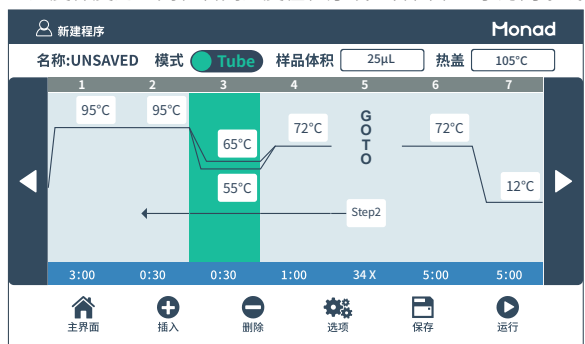 新建程序 Monad
名称:UNSAVED 模式 Tube 样品体积 25μL 热盖 105°C
1 2 3 4 5 6 7
95°C 95°C 65°C 72°C GOTO 72°C
55°C 12°C
Step2
3:00 0:30 0:30 1:00 34 X 5:00 5:00
主界面 插入 删除 选项 保存 运行